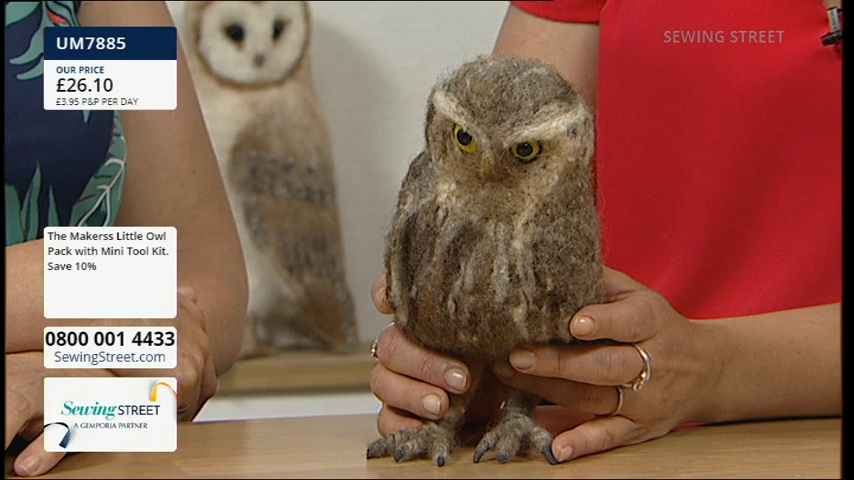 UM7885
OUR PRICE
£26.10
£3.95 P&P PER DAY
SEWING STREET
The Makerss Little Owl
Pack with Mini Tool Kit.
Save 10%
0800 001 4433
SewingStreet.com
Sewing STREET
A GEMPORIA PARTNER